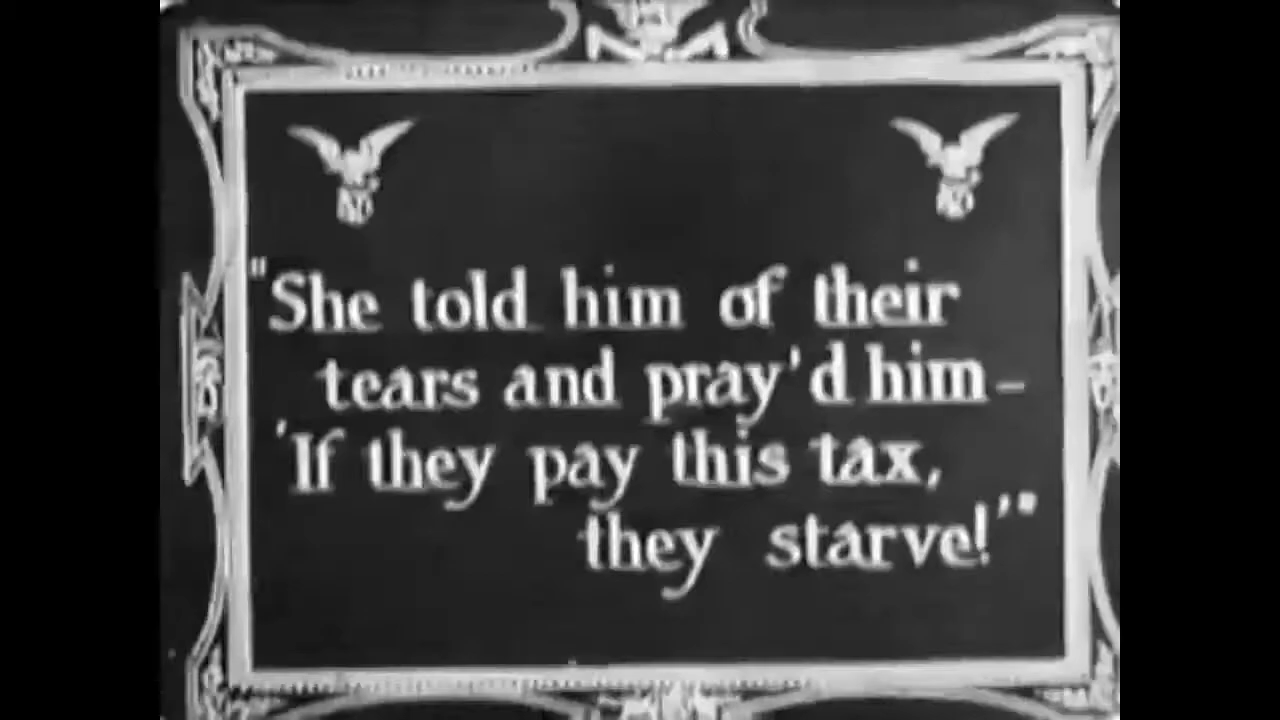 "She told him of their
tears and pray'd him-
'If they pay this tax,
they starve!'"